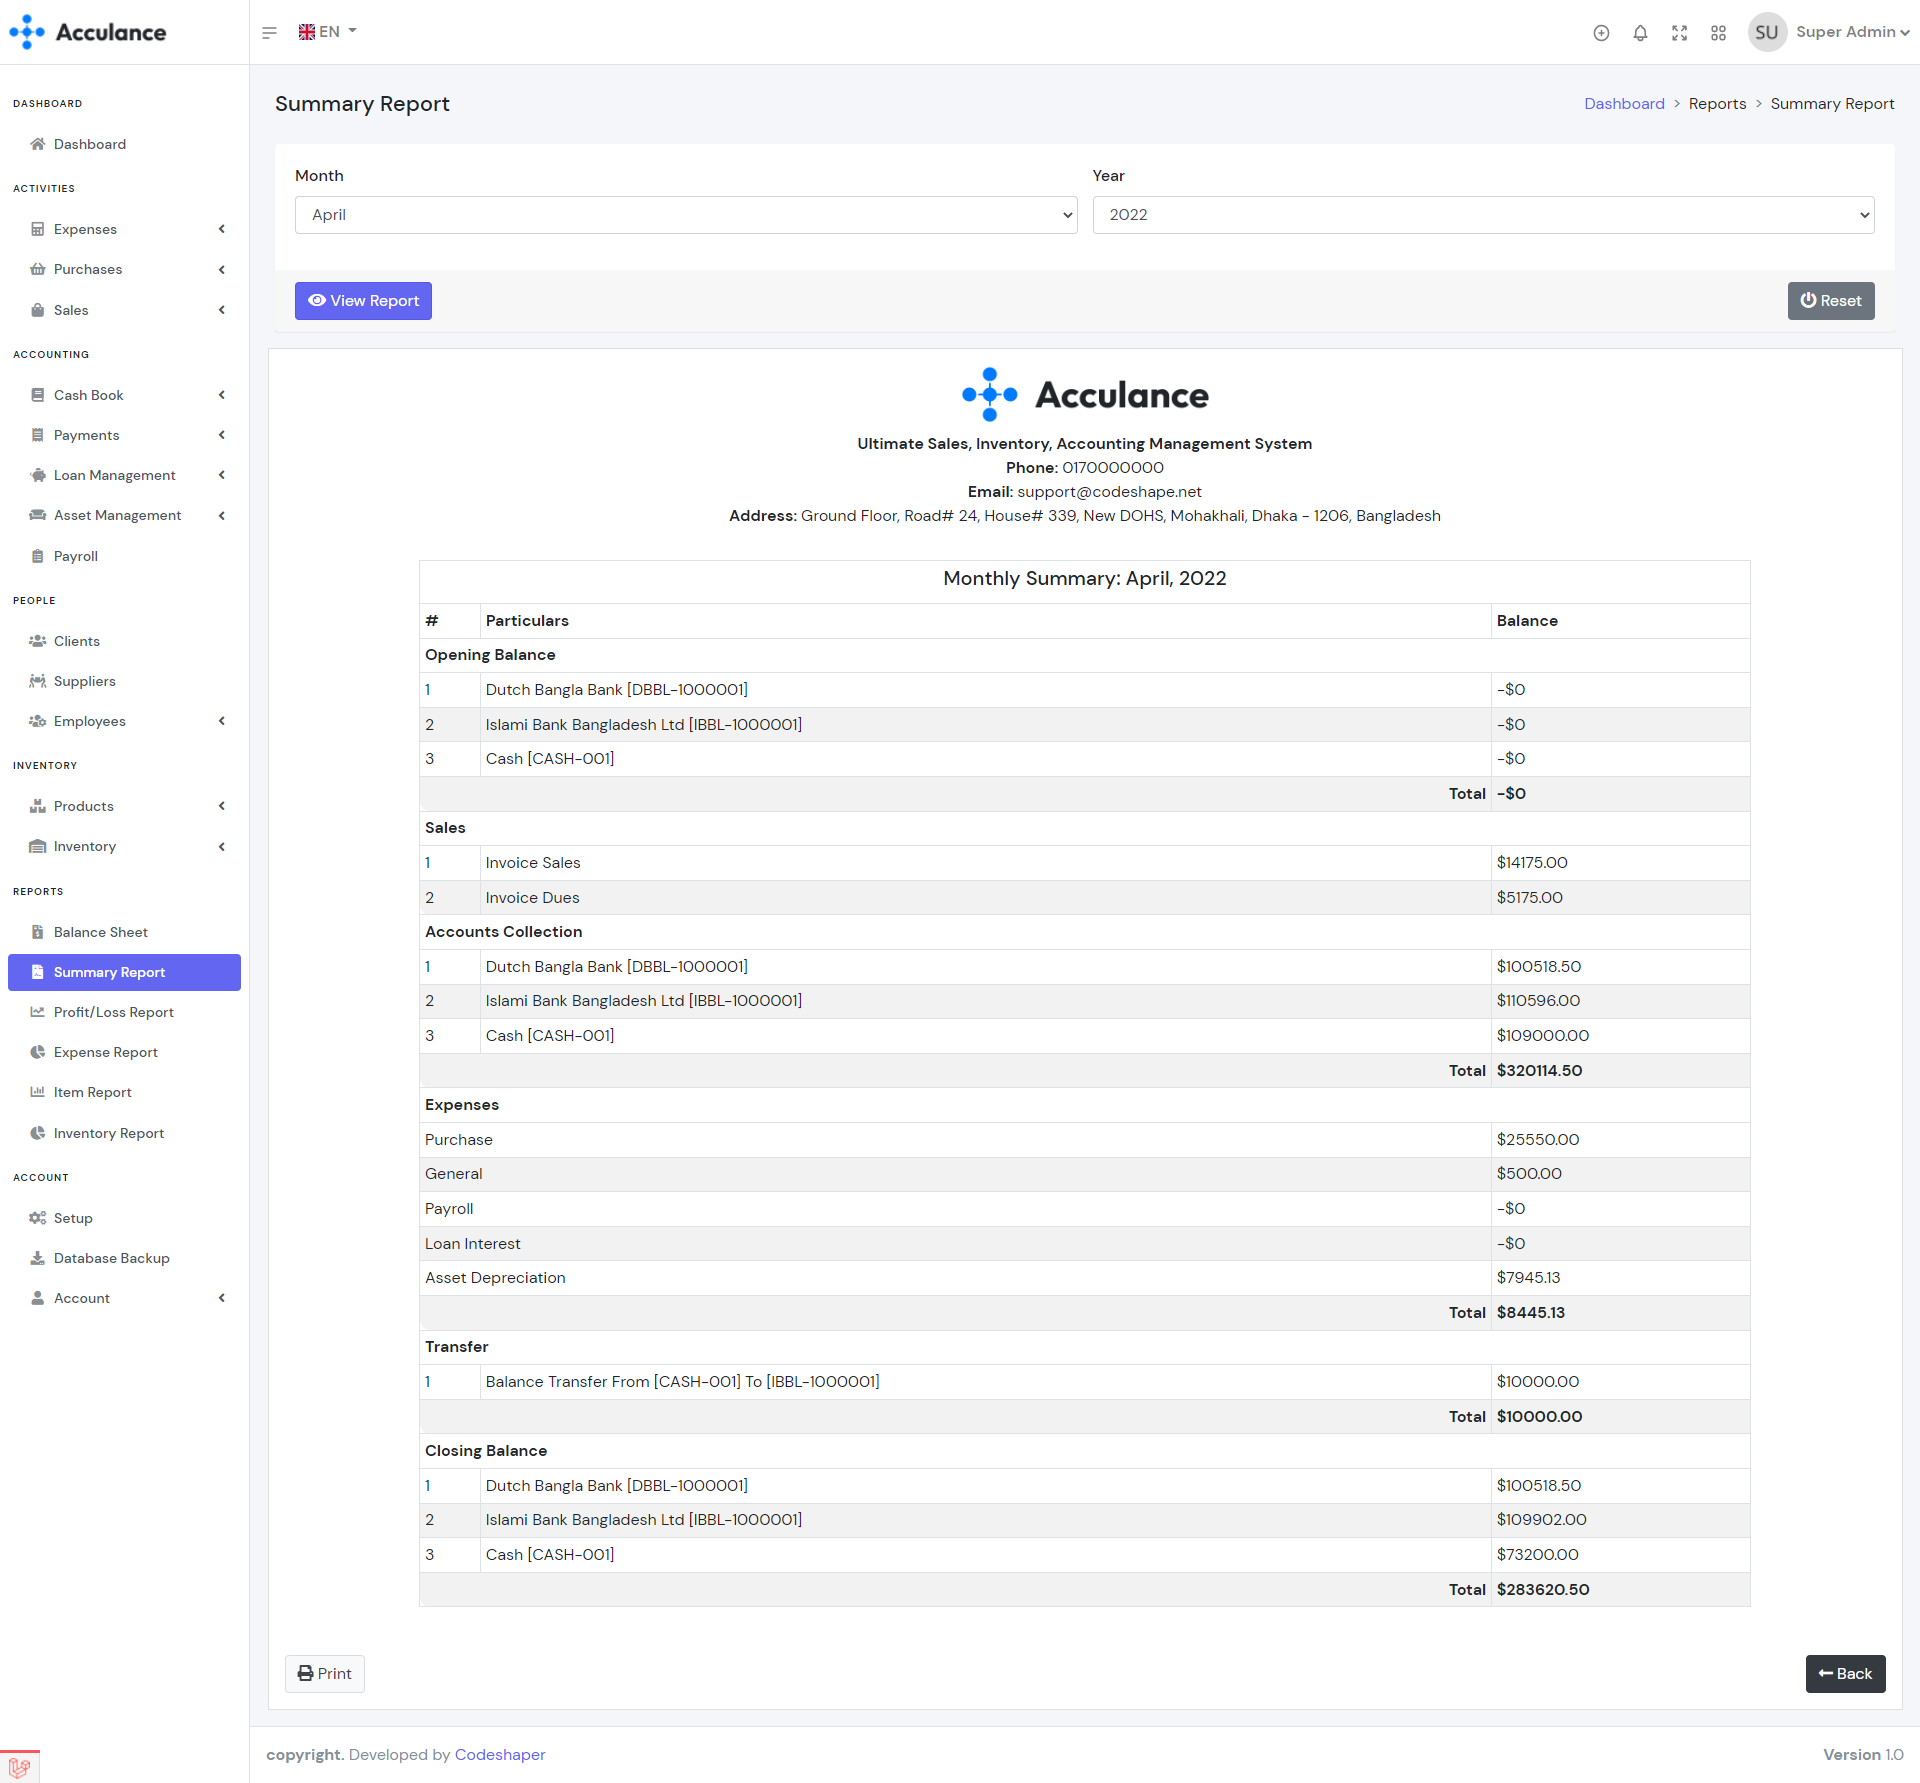 Acculance
EN
SU Super Admin
DASHBOARD
Dashboard
ACTIVITIES
Expenses
Purchases
Sales
ACCOUNTING
Cash Book
Payments
Loan Management
Asset Management
Payroll
PEOPLE
Clients
Suppliers
Employees
INVENTORY
Products
Inventory
REPORTS
Balance Sheet
Summary Report
Profit/Loss Report
Expense Report
Item Report
Inventory Report
ACCOUNT
Setup
Database Backup
Account
Summary Report
Dashboard > Reports > Summary Report
Month Year
April 2022
View Report Reset
Acculance
Ultimate Sales, Inventory, Accounting Management System
Phone: 0170000000
Email: support@codeshape.net
Address: Ground Floor, Road# 24, House# 339, New DOHS, Mohakhali, Dhaka - 1206, Bangladesh
Monthly Summary: April, 2022
# Particulars Balance
Opening Balance
1 Dutch Bangla Bank [DBBL-1000001] -$0
2 Islami Bank Bangladesh Ltd [IBBL-1000001] -$0
3 Cash [CASH-001] -$0
Total -$0
Sales
1 Invoice Sales $14175.00
2 Invoice Dues $5175.00
Accounts Collection
1 Dutch Bangla Bank [DBBL-1000001] $100518.50
2 Islami Bank Bangladesh Ltd [IBBL-1000001] $110596.00
3 Cash [CASH-001] $109000.00
Total $320114.50
Expenses
Purchase $25550.00
General $500.00
Payroll -$0
Loan Interest -$0
Asset Depreciation $7945.13
Total $8445.13
Transfer
1 Balance Transfer From [CASH-001] To [IBBL-1000001] $10000.00
Total $10000.00
Closing Balance
1 Dutch Bangla Bank [DBBL-1000001] $100518.50
2 Islami Bank Bangladesh Ltd [IBBL-1000001] $109902.00
3 Cash [CASH-001] $73200.00
Total $283620.50
Print Back
copyright. Developed by Codeshaper
Version 1.0